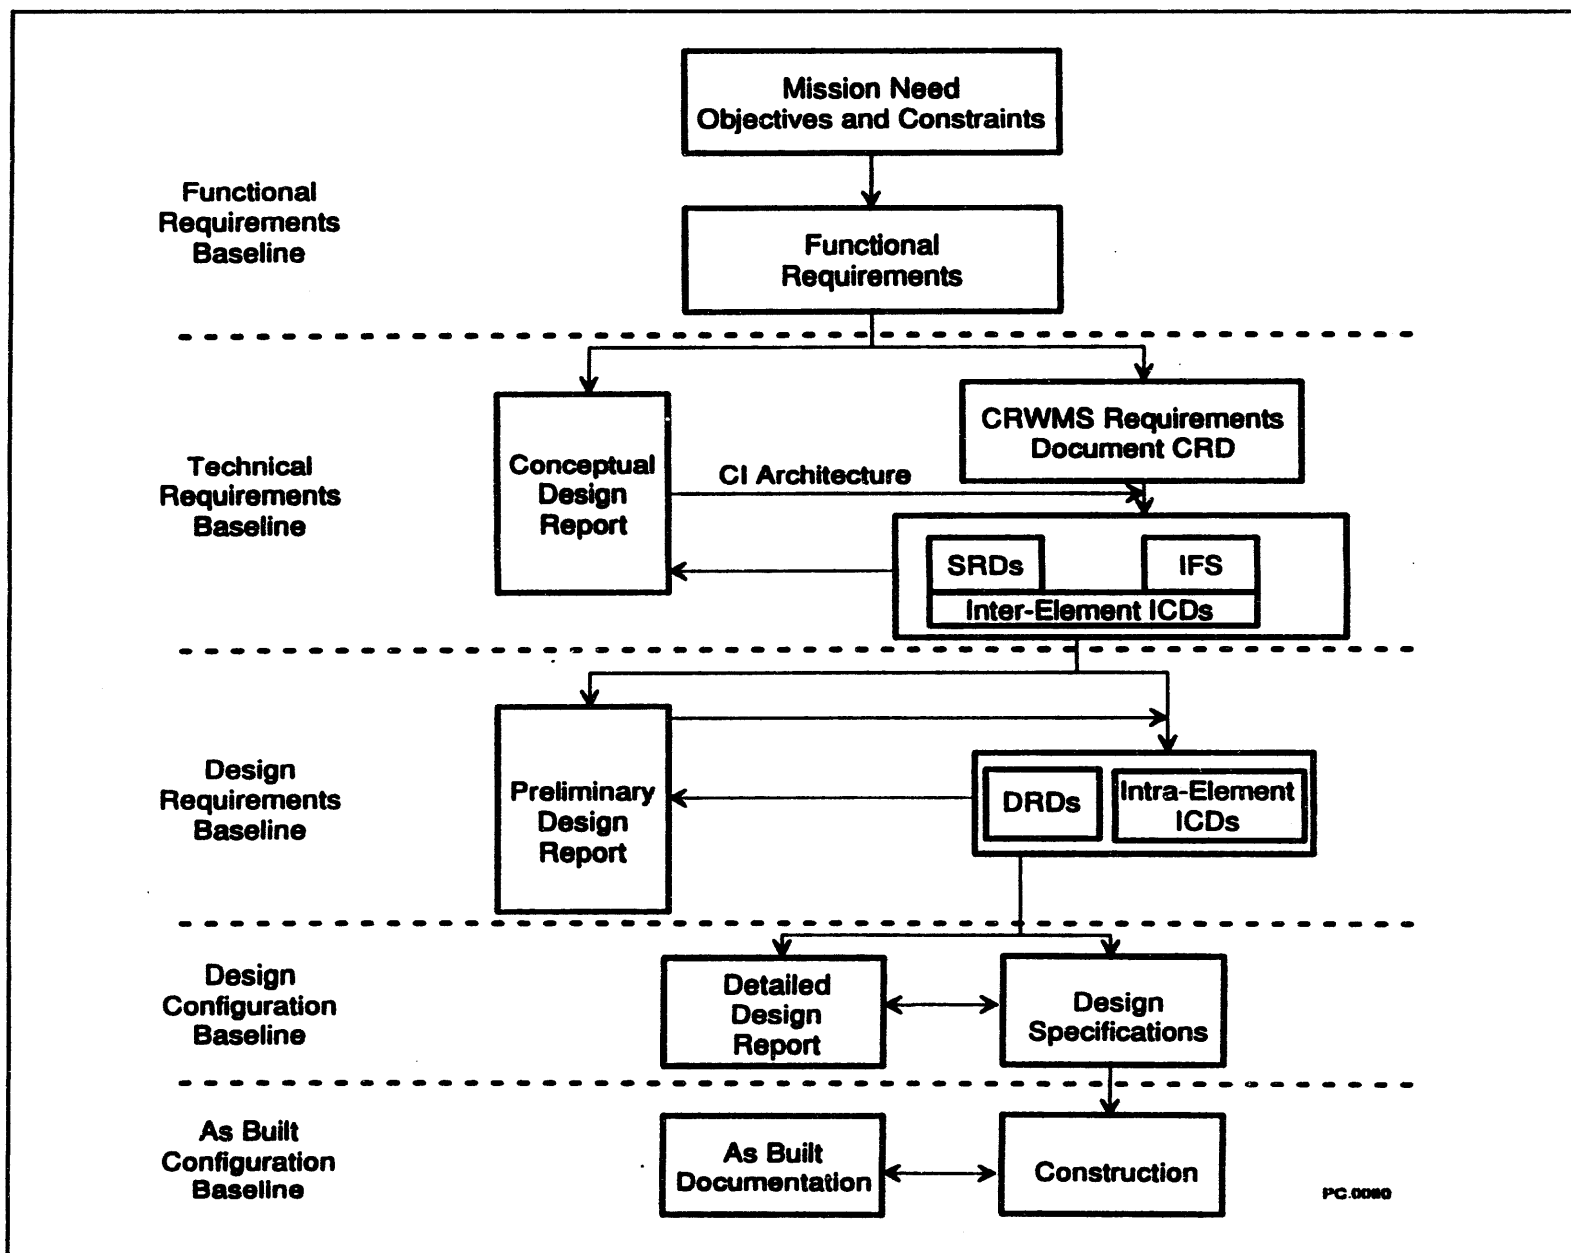 Mission Need
Objectives and Constraints
Functional
Requirements
Baseline
Functional
Requirements
CRWMS Requirements
Document CRD
Technical
Requirements
Baseline
Conceptual
Design
Report
CI Architecture
SRDs
IFS
Inter-Element ICDs
Design
Requirements
Baseline
Preliminary
Design
Report
DRDs
Intra-Element
ICDs
Design
Configuration
Baseline
Detailed
Design
Report
Design
Specifications
As Built
Configuration
Baseline
As Built
Documentation
Construction